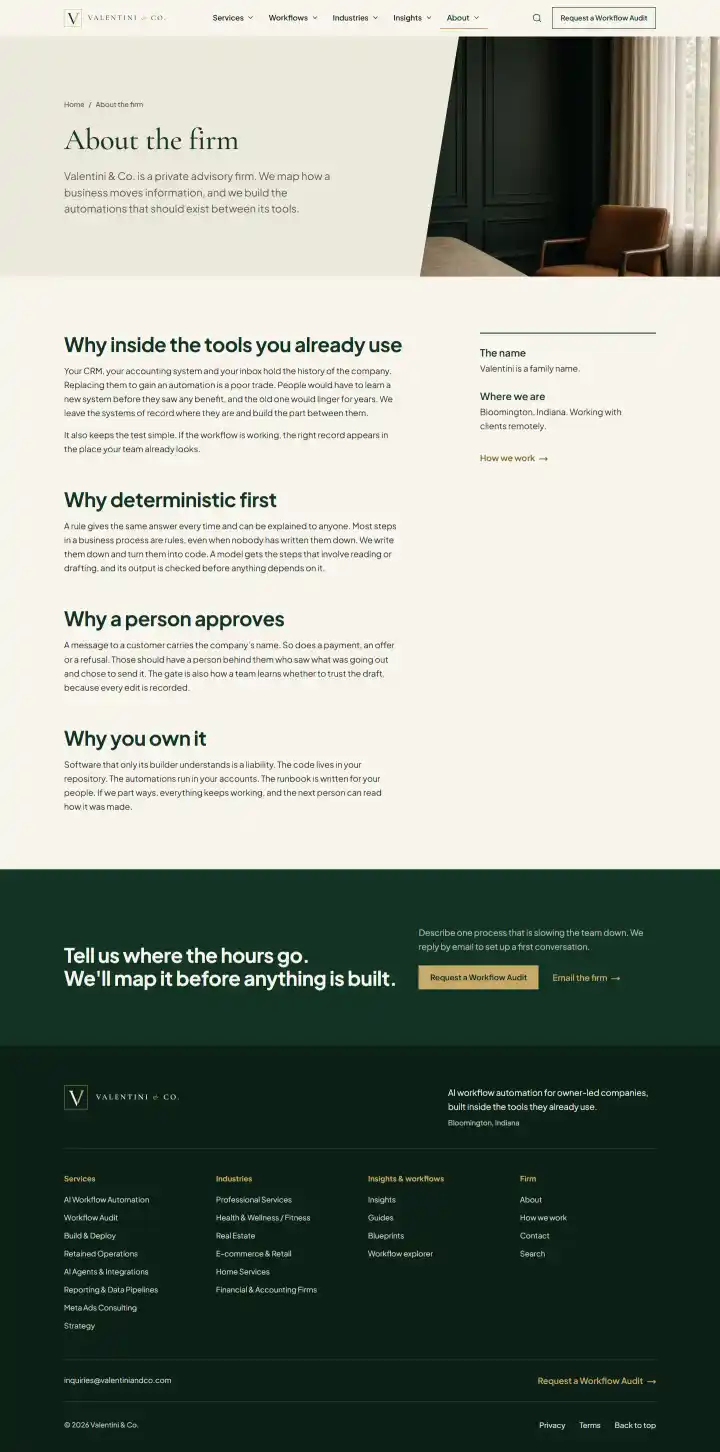 V VALENTINI & CO.
Services
Workflows
Industries
Insights
About
Request a Workflow Audit
Home / About the firm
About the firm
Valentini & Co. is a private advisory firm. We map how a
business moves information, and we build the
automations that should exist between its tools.
Why inside the tools you already use
Your CRM, your accounting system and your inbox hold the history of the company.
Replacing them to gain an automation is a poor trade. People would have to learn a
new system before they saw any benefit, and the old one would linger for years. We
leave the systems of record where they are and build the part between them.
It also keeps the test simple. If the workflow is working, the right record appears in
the place your team already looks.
Why deterministic first
A rule gives the same answer every time and can be explained to anyone. Most steps
in a business process are rules, even when nobody has written them down. We write
them down and turn them into code. A model gets the steps that involve reading or
drafting, and its output is checked before anything depends on it.
Why a person approves
A message to a customer carries the company's name. So does a payment, an offer
or a refusal. Those should have a person behind them who saw what was going out
and chose to send it. The gate is also how a team learns whether to trust the draft,
because every edit is recorded.
Why you own it
Software that only its builder understands is a liability. The code lives in your
repository. The automations run in your accounts. The runbook is written for your
people. If we part ways, everything keeps working, and the next person can read
how it was made.
The name
Valentini is a family name.
Where we are
Bloomington, Indiana. Working with
clients remotely.
How we work →
Tell us where the hours go.
We'll map it before anything is built.
Describe one process that is slowing the team down. We
reply by email to set up a first conversation.
Request a Workflow Audit
Email the firm →
V VALENTINI & CO.
AI workflow automation for owner-led companies,
built inside the tools they already use.
Bloomington, Indiana
Services
AI Workflow Automation
Workflow Audit
Build & Deploy
Retained Operations
AI Agents & Integrations
Reporting & Data Pipelines
Meta Ads Consulting
Strategy
Industries
Professional Services
Health & Wellness / Fitness
Real Estate
E-commerce & Retail
Home Services
Financial & Accounting Firms
Insights & workflows
Insights
Guides
Blueprints
Workflow explorer
Firm
About
How we work
Contact
Search
inquiries@valentiniandco.com
Request a Workflow Audit →
© 2026 Valentini & Co.
Privacy
Terms
Back to top